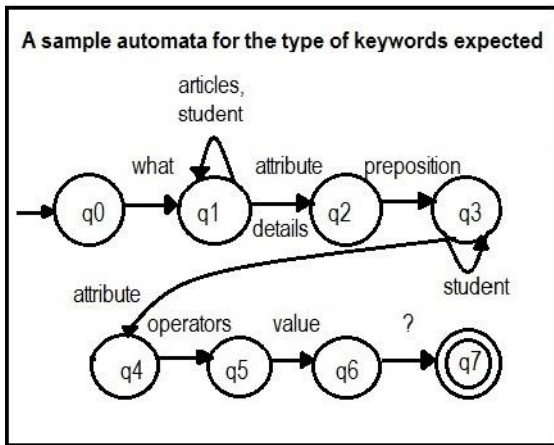 A sample automata for the type of keywords expected
articles,
student
what
attribute
preposition
q0
q1
details
q2
q3
student
attribute
operators
value
?
q4
q5
q6
q7